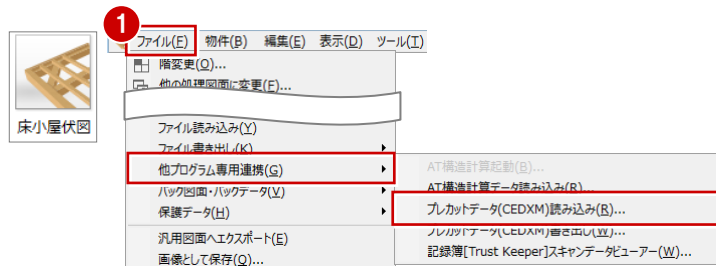 1
ファイル(F) 物件(B) 編集(E) 表示(D) ツール(T)
階変更(O)...
他の処理図面に変更(E)...
床小屋伏図
ファイル読み込み(Y)
ファイル書き出し(K)
他プログラム専用連携(G)
バック図面・バックデータ(V)
保護データ(H)
汎用図面へエクスポート(E)
画像として保存(Q)...
AT構造計算起動(B)...
AT構造計算データ読み込み(R)...
プレカットデータ(CEDXM)読み込み(R)...
プレカットデータ(CEDXM)書き出し(W)...
記録簿[Trust Keeper]スキャンデータビューアー(W)...